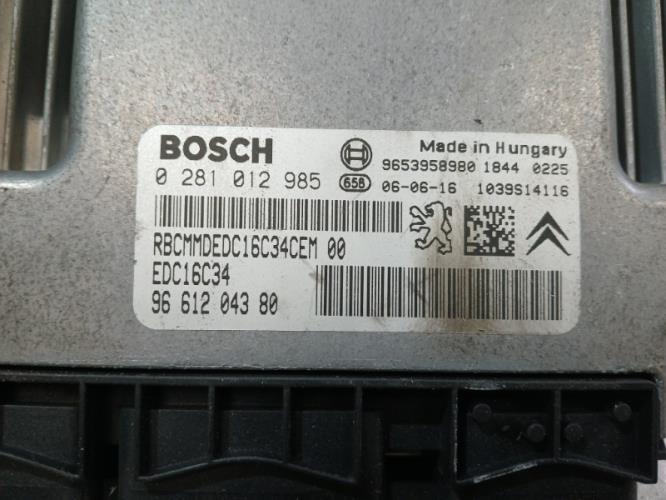 BOSCH
Made in Hungary
9653958980 1844 0225
0 281 012 985
658
06-06-16 1039S14116
RBCMMDEDC16C34CEM 00
EDC16C34
96 612 043 80